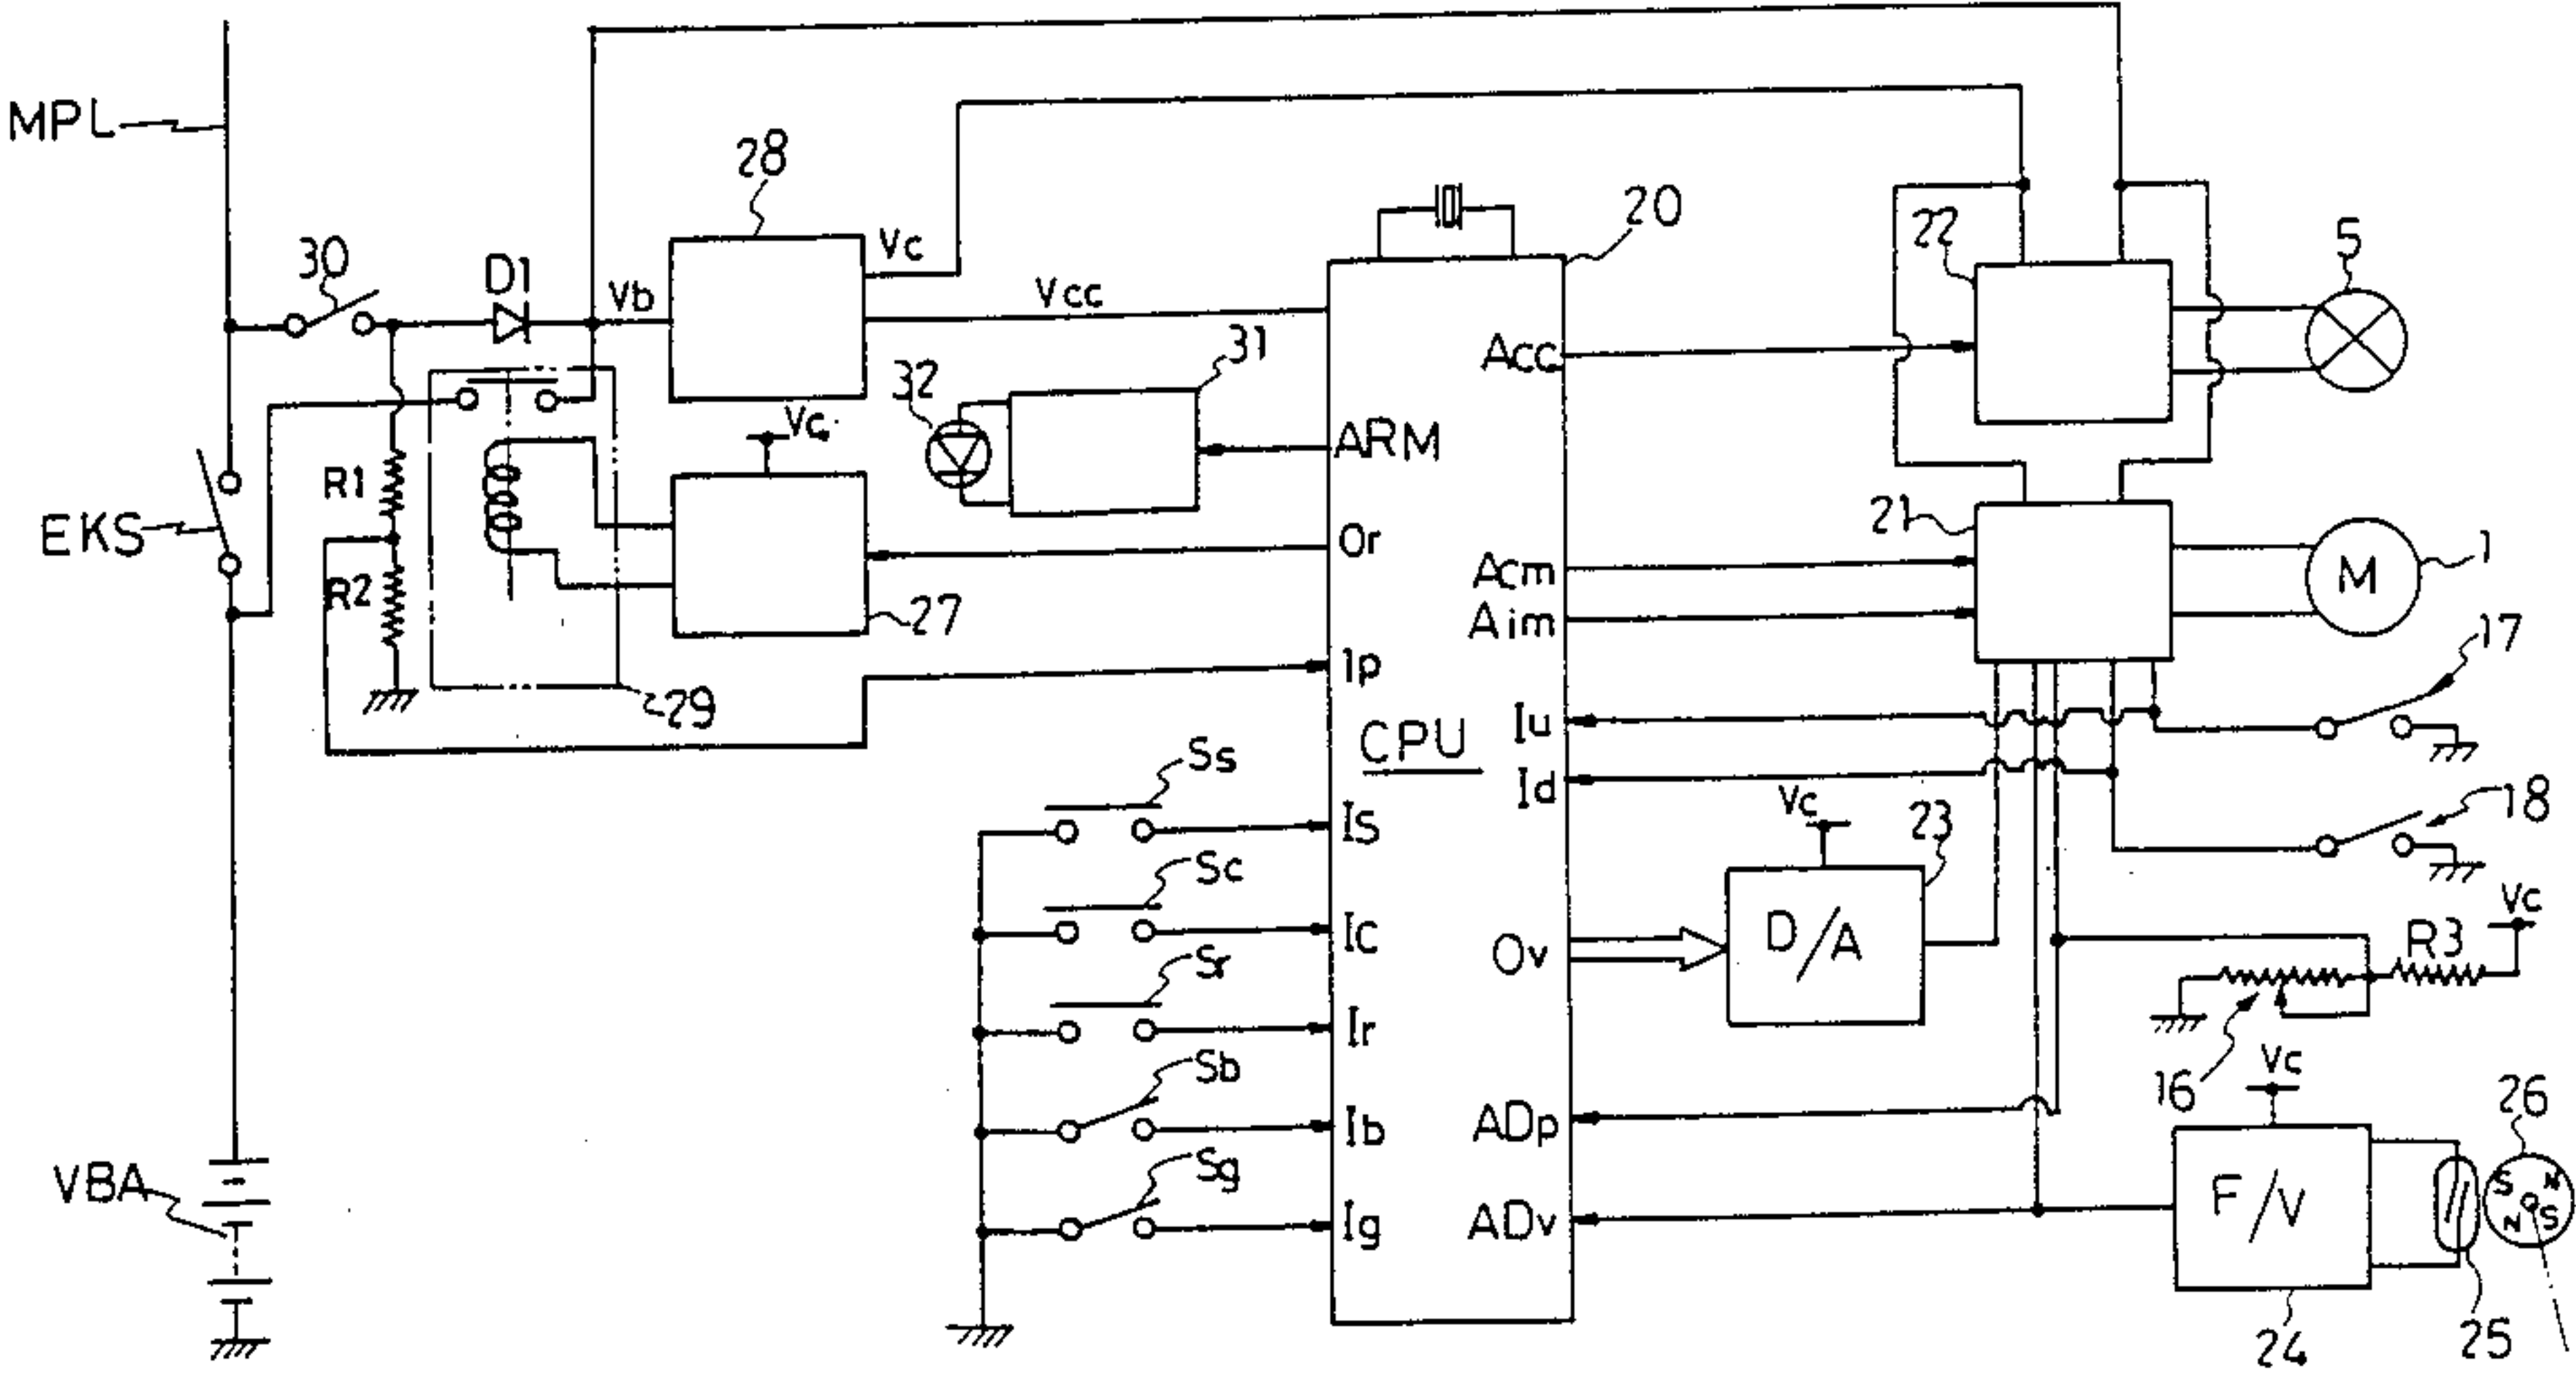 MPL
28
20
22
5
30
D1
Vb
Vc
Vcc
Acc
31
32
Vc
ARM
R1
EKS
Or
21
Acm
1
M
R2
27
Aim
Ip
17
29
Iu
CPU
Ss
Id
Vc
18
Is
23
Sc
Vc
D/A
R3
Ic
Ov
Sr
Ir
16
Vc
Sb
26
Ib
ADp
VBA
Sg
S N
F/V
N S
Ig
ADv
24
25